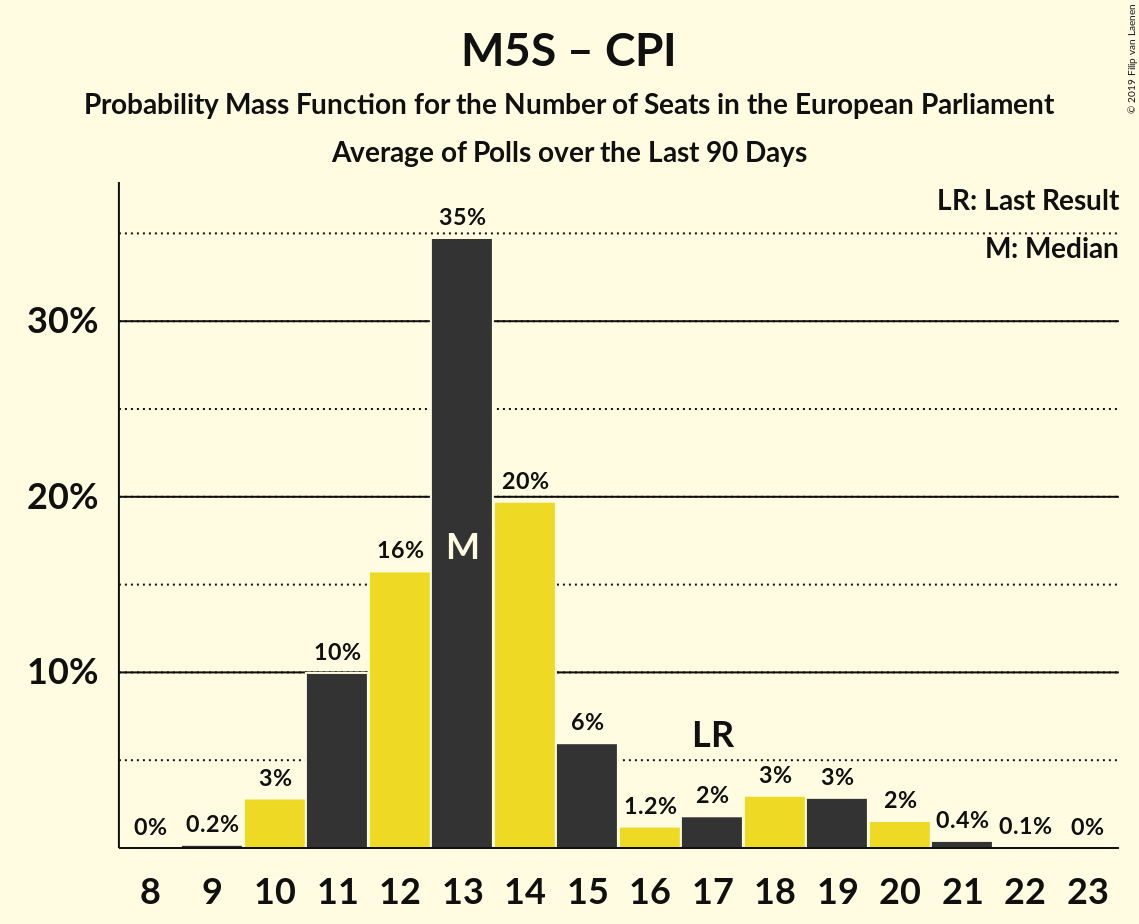 M5S – CPI
Probability Mass Function for the Number of Seats in the European Parliament
Average of Polls over the Last 90 Days
© 2019 Filip van Laenen
LR: Last Result
M: Median
35%
30%
20%
20%
16%
M
10%
10%
6%
LR
3%
3%
3%
2%
2%
1.2%
0.4%
0.1%
0%
0.2%
0%
8 9 10 11 12 13 14 15 16 17 18 19 20 21 22 23